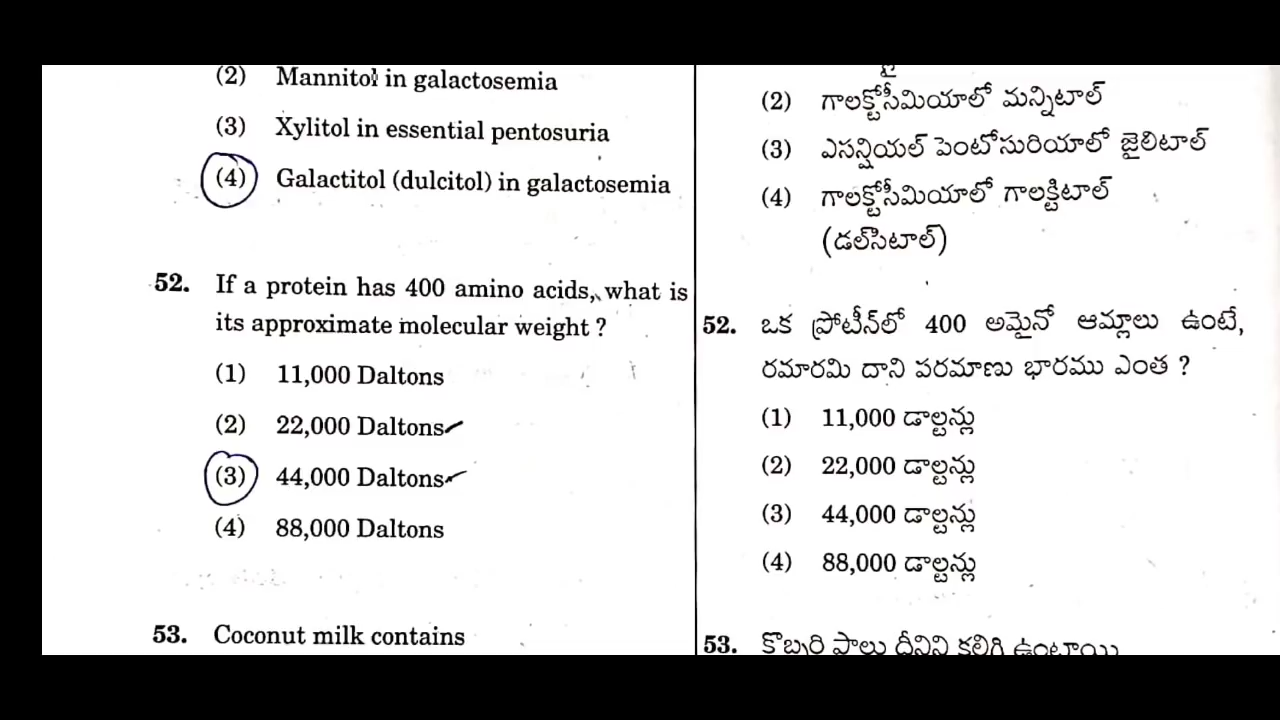 (2) Mannitol in galactosemia
(3) Xylitol in essential pentosuria
(4) Galactitol (dulcitol) in galactosemia
52. If a protein has 400 amino acids, what is
its approximate molecular weight ?
(1) 11,000 Daltons
(2) 22,000 Daltons
(3) 44,000 Daltons
(4) 88,000 Daltons
53. Coconut milk contains
(2) గాలక్టోసీమియాలో మన్నిటాల్
(3) ఎసన్షియల్ పెంటోసురియాలో జైలిటాల్
(4) గాలక్టోసీమియాలో గాలక్టిటాల్
(డల్‌సిటాల్)
52. ఒక ప్రోటీన్‌లో 400 అమైనో ఆమ్లాలు ఉంటే,
రమారమి దాని పరమాణు భారము ఎంత ?
(1) 11,000 డాల్టన్లు
(2) 22,000 డాల్టన్లు
(3) 44,000 డాల్టన్లు
(4) 88,000 డాల్టన్లు
53. కొబ్బరి పాలు దీనిని కలిగి ఉంటాయి